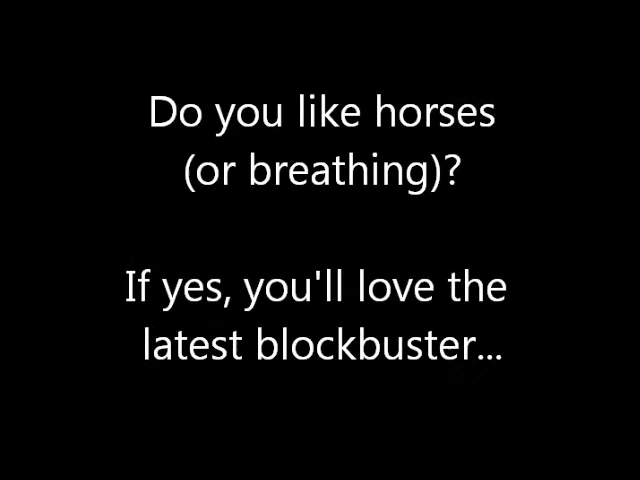 Do you like horses
(or breathing)?
If yes, you'll love the
latest blockbuster...